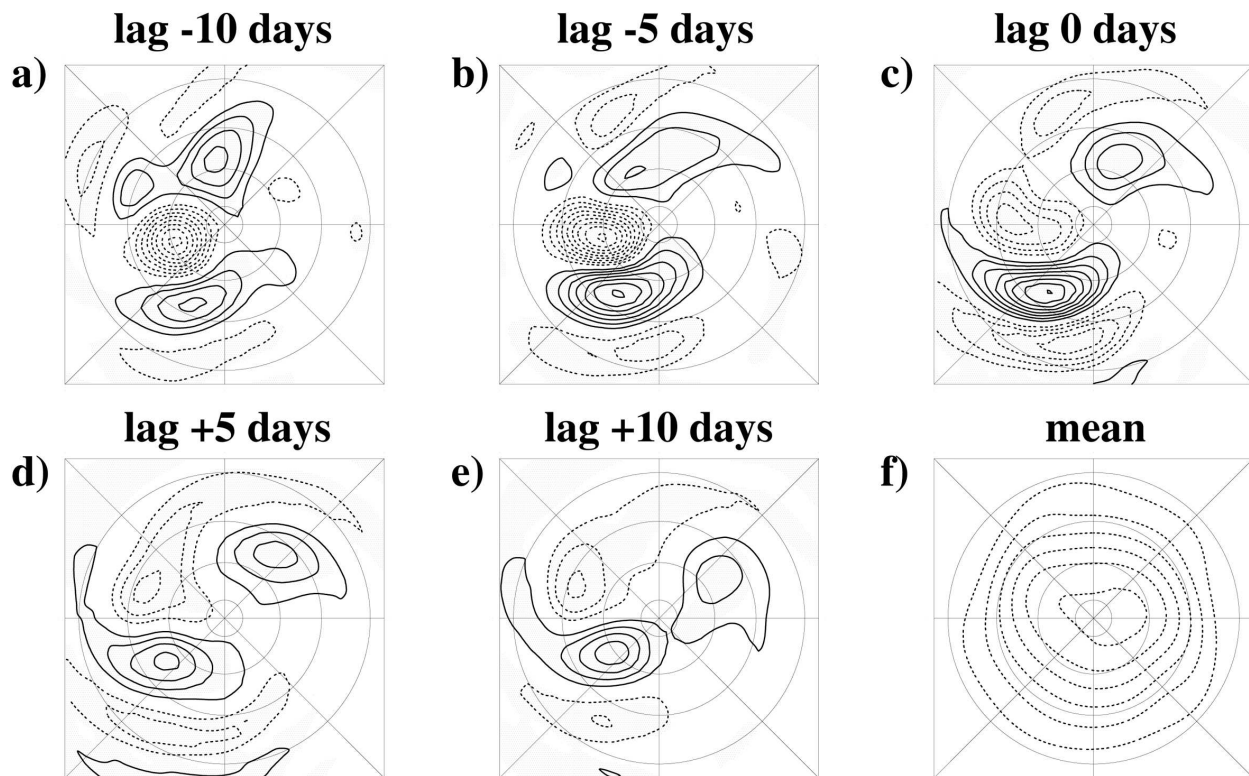 lag -10 days
lag -5 days
lag 0 days
a)
b)
c)
lag +5 days
lag +10 days
mean
d)
e)
f)